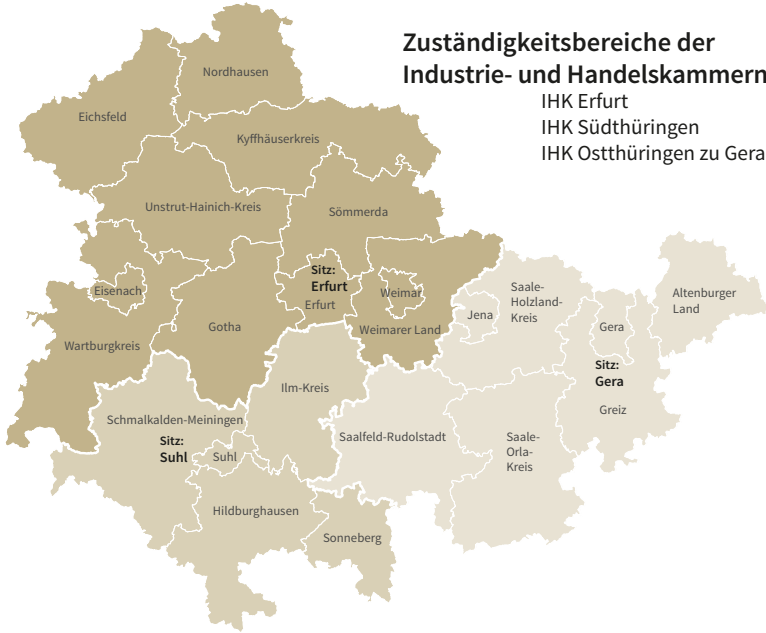 Zuständigkeitsbereiche der
Industrie- und Handelskammern
IHK Erfurt
IHK Südthüringen
IHK Ostthüringen zu Gera
Nordhausen
Eichsfeld
Kyffhäuserkreis
Unstrut-Hainich-Kreis
Sömmerda
Sitz:
Erfurt
Erfurt
Eisenach
Weimar
Gotha
Weimarer Land
Wartburgkreis
Saale-
Holzland-
Kreis
Jena
Gera
Altenburger
Land
Sitz:
Gera
Greiz
Ilm-Kreis
Schmalkalden-Meiningen
Sitz:
Suhl
Suhl
Saalfeld-Rudolstadt
Saale-
Orla-
Kreis
Hildburghausen
Sonneberg